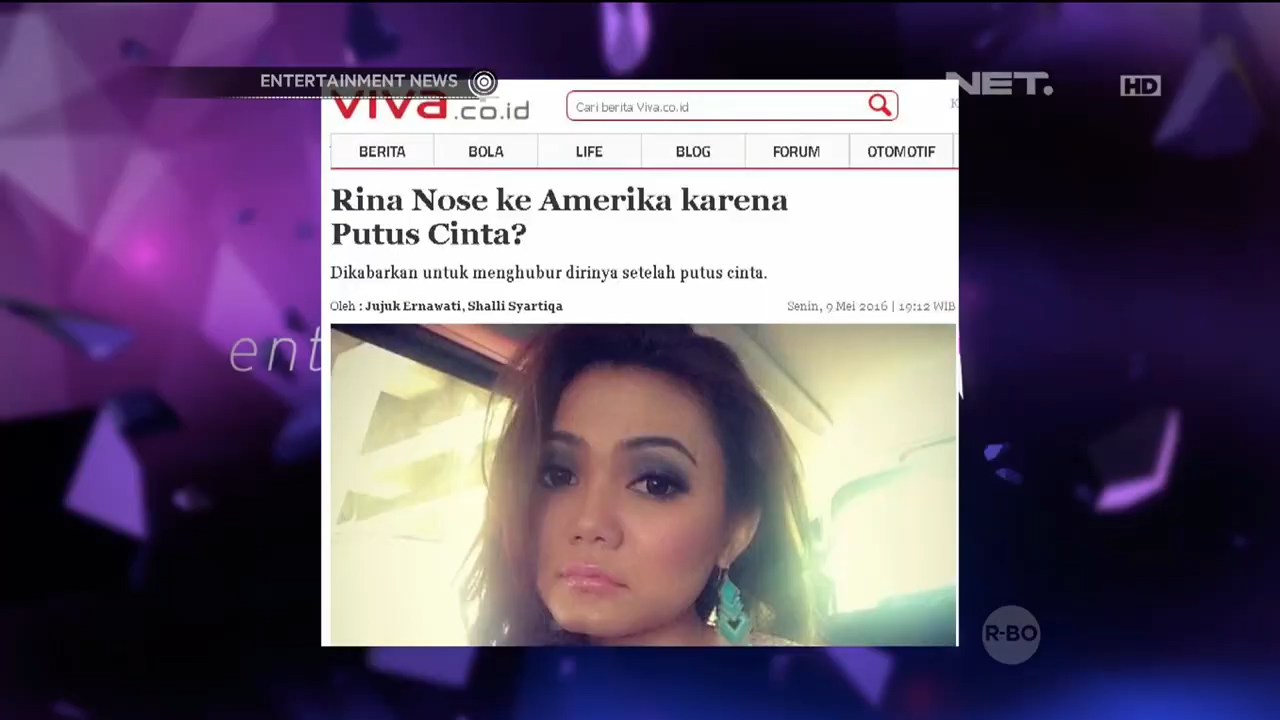 ENTERTAINMENT NEWS
NET.
HD
viva.co.id
Cari berita Viva.co.id
K
BERITA
BOLA
LIFE
BLOG
FORUM
OTOMOTIF
Rina Nose ke Amerika karena
Putus Cinta?
Dikabarkan untuk menghubur dirinya setelah putus cinta.
Oleh : Jujuk Ernawati, Shalli Syartiqa
Senin, 9 Mei 2016 | 19:12 WIB
ent
R-BO